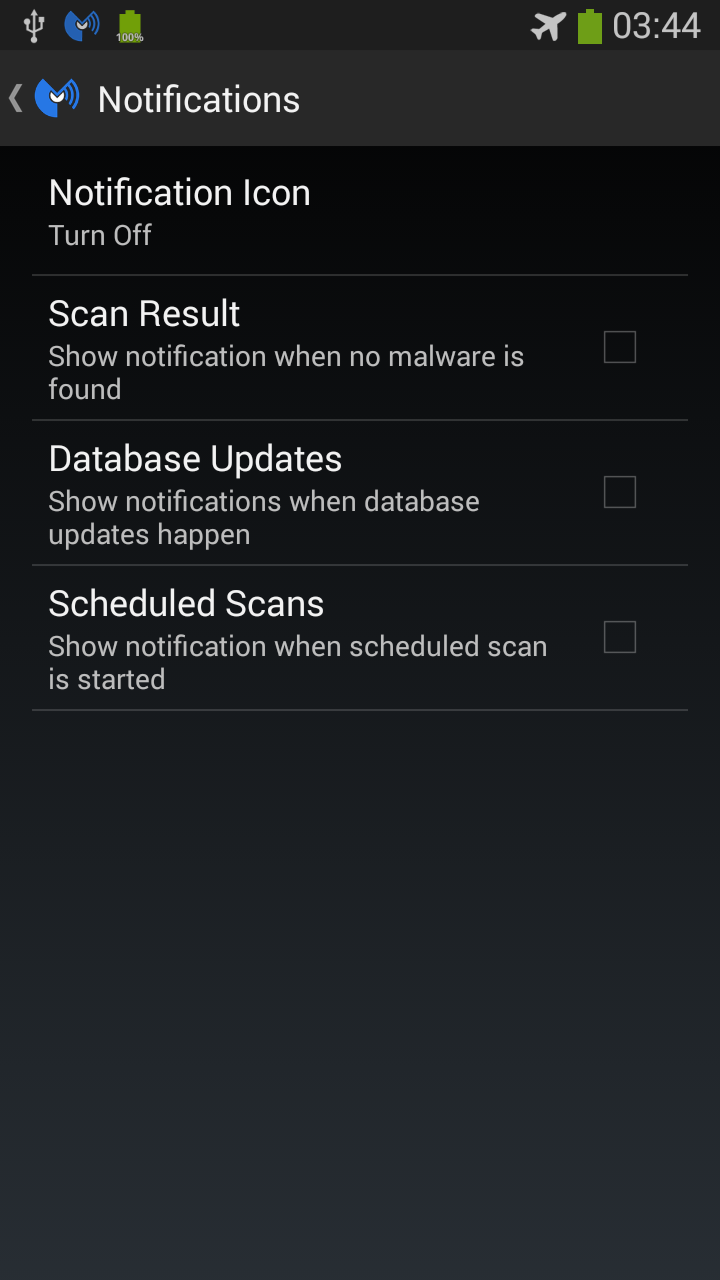 100%
03:44
Notifications
Notification Icon
Turn Off
Scan Result
Show notification when no malware is
found
Database Updates
Show notifications when database
updates happen
Scheduled Scans
Show notification when scheduled scan
is started